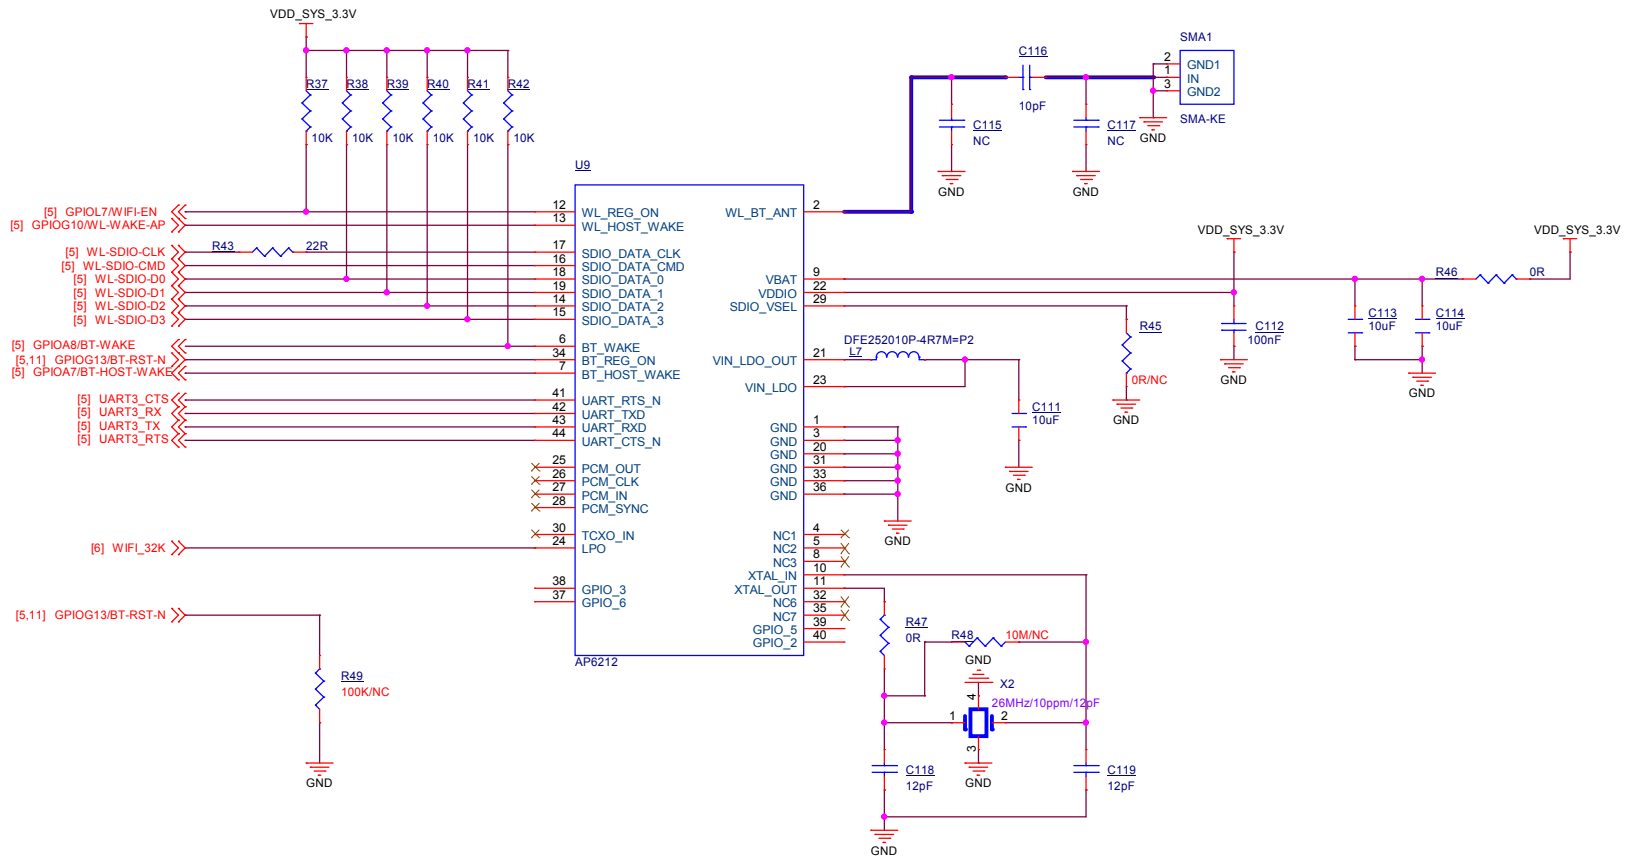 VDD_SYS_3.3V
R37 R38 R39 R40 R41 R42
10K 10K 10K 10K 10K 10K
C116
10pF
C115
NC
C117
NC
GND
GND
SMA1
2 GND1
1 IN
3 GND2
SMA-KE
GND
U9
[5] GPIOL7/WIFI-EN
[5] GPIOG10/WL-WAKE-AP
[5] WL-SDIO-CLK
R43 22R
[5] WL-SDIO-CMD
[5] WL-SDIO-D0
[5] WL-SDIO-D1
[5] WL-SDIO-D2
[5] WL-SDIO-D3
[5] GPIOA8/BT-WAKE
[5,11] GPIOG13/BT-RST-N
[5] GPIOA7/BT-HOST-WAKE
[5] UART3_CTS
[5] UART3_RX
[5] UART3_TX
[5] UART3_RTS
[6] WIFI_32K
[5,11] GPIOG13/BT-RST-N
R49
100K/NC
GND
12 WL_REG_ON
13 WL_HOST_WAKE
17 SDIO_DATA_CLK
16 SDIO_DATA_CMD
18 SDIO_DATA_0
19 SDIO_DATA_1
14 SDIO_DATA_2
15 SDIO_DATA_3
6 BT_WAKE
34 BT_REG_ON
7 BT_HOST_WAKE
41 UART_RTS_N
42 UART_TXD
43 UART_RXD
44 UART_CTS_N
25 PCM_OUT
26 PCM_CLK
27 PCM_IN
28 PCM_SYNC
30 TCXO_IN
24 LPO
38 GPIO_3
37 GPIO_6
AP6212
WL_BT_ANT 2
VBAT 9
VDDIO 22
SDIO_VSEL 29
VIN_LDO_OUT 21
VIN_LDO 23
GND 1
GND 3
GND 20
GND 31
GND 33
GND 36
NC1 4
NC2 5
NC3 8
XTAL_IN 10
XTAL_OUT 11
NC6 32
NC7 35
GPIO_5 39
GPIO_2 40
VDD_SYS_3.3V
VDD_SYS_3.3V
R46 0R
C113
10uF
C114
10uF
GND
C112
100nF
GND
R45
0R/NC
GND
DFE252010P-4R7M=P2
L7
C111
10uF
GND
GND
R47
0R
R48 10M/NC
GND
X2
26MHz/10ppm/12pF
4
1 2
3
GND
C118
12pF
C119
12pF
GND